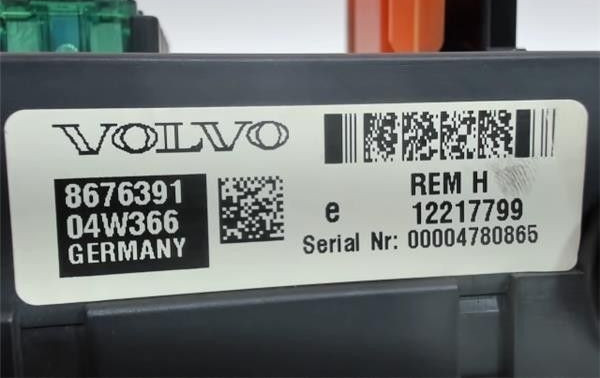 VOLVO
8676391
04W366
GERMANY
REM H
e 12217799
Serial Nr: 00004780865